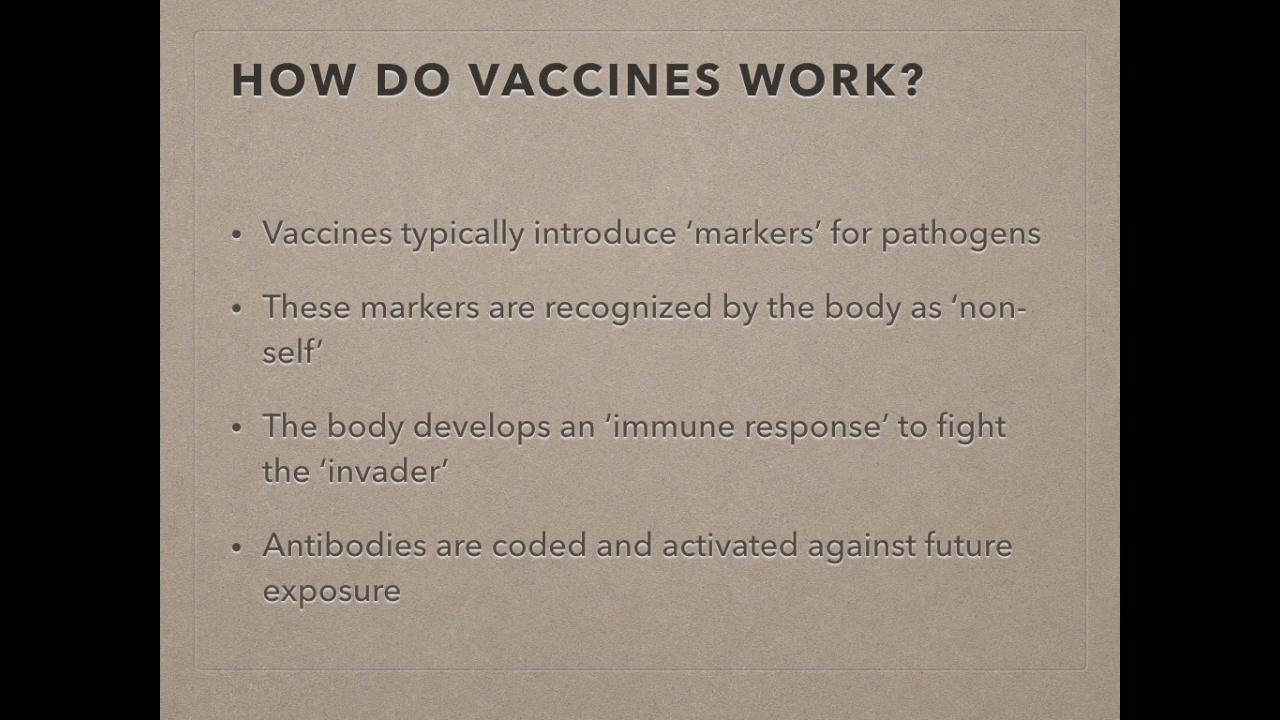 HOW DO VACCINES WORK?
• Vaccines typically introduce ‘markers’ for pathogens
• These markers are recognized by the body as ‘non-
self’
• The body develops an ‘immune response’ to fight
the ‘invader’
• Antibodies are coded and activated against future
exposure